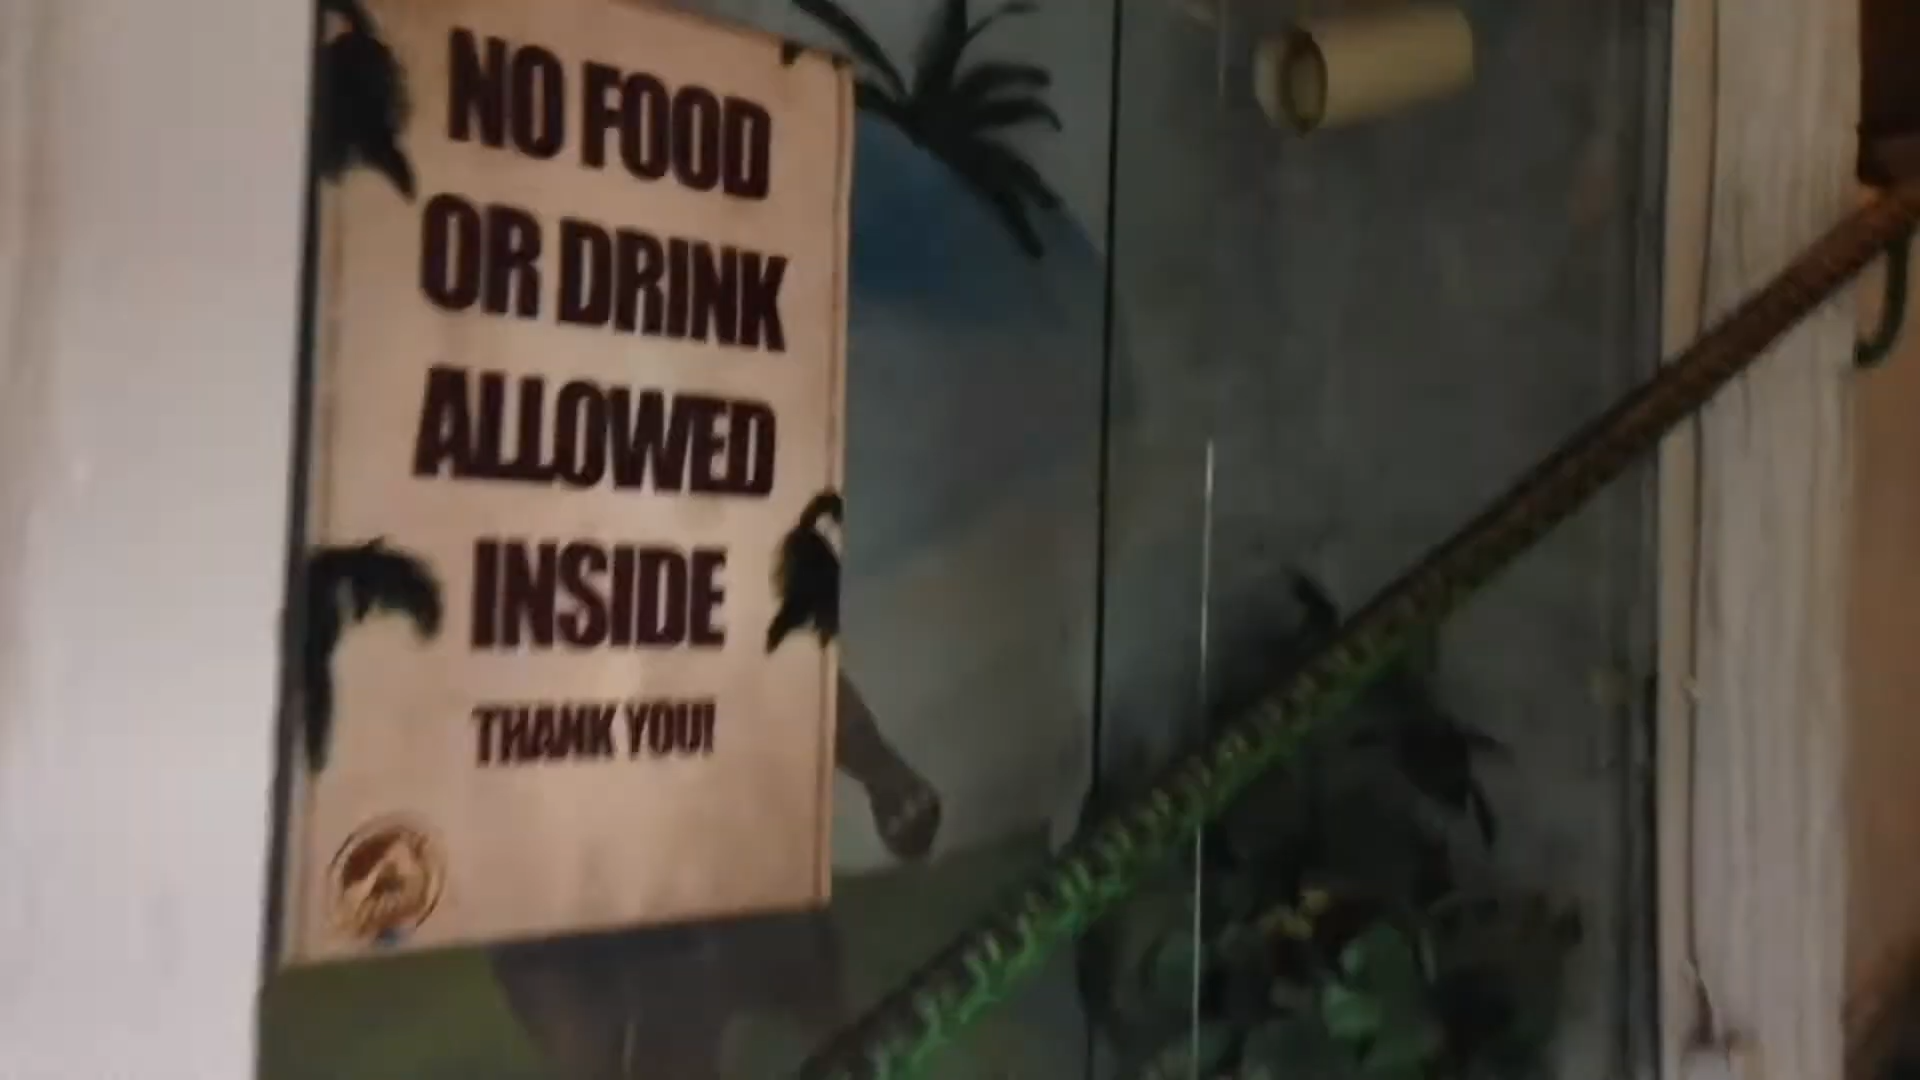 NO FOOD
OR DRINK
ALLOWED
INSIDE
THANK YOU!